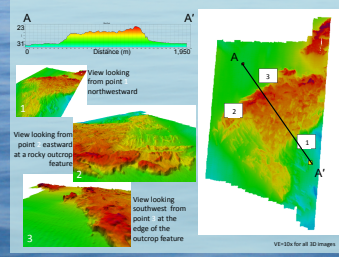 A
A'
23
31
0
Distance (m)
1,950
View looking
from point
northwestward
1
View looking from
point eastward
at a rocky outcrop
feature
2
View looking
southwest from
point at the
edge of the
outcrop feature
3
A
3
2
1
A'
VE=10x for all 3D images